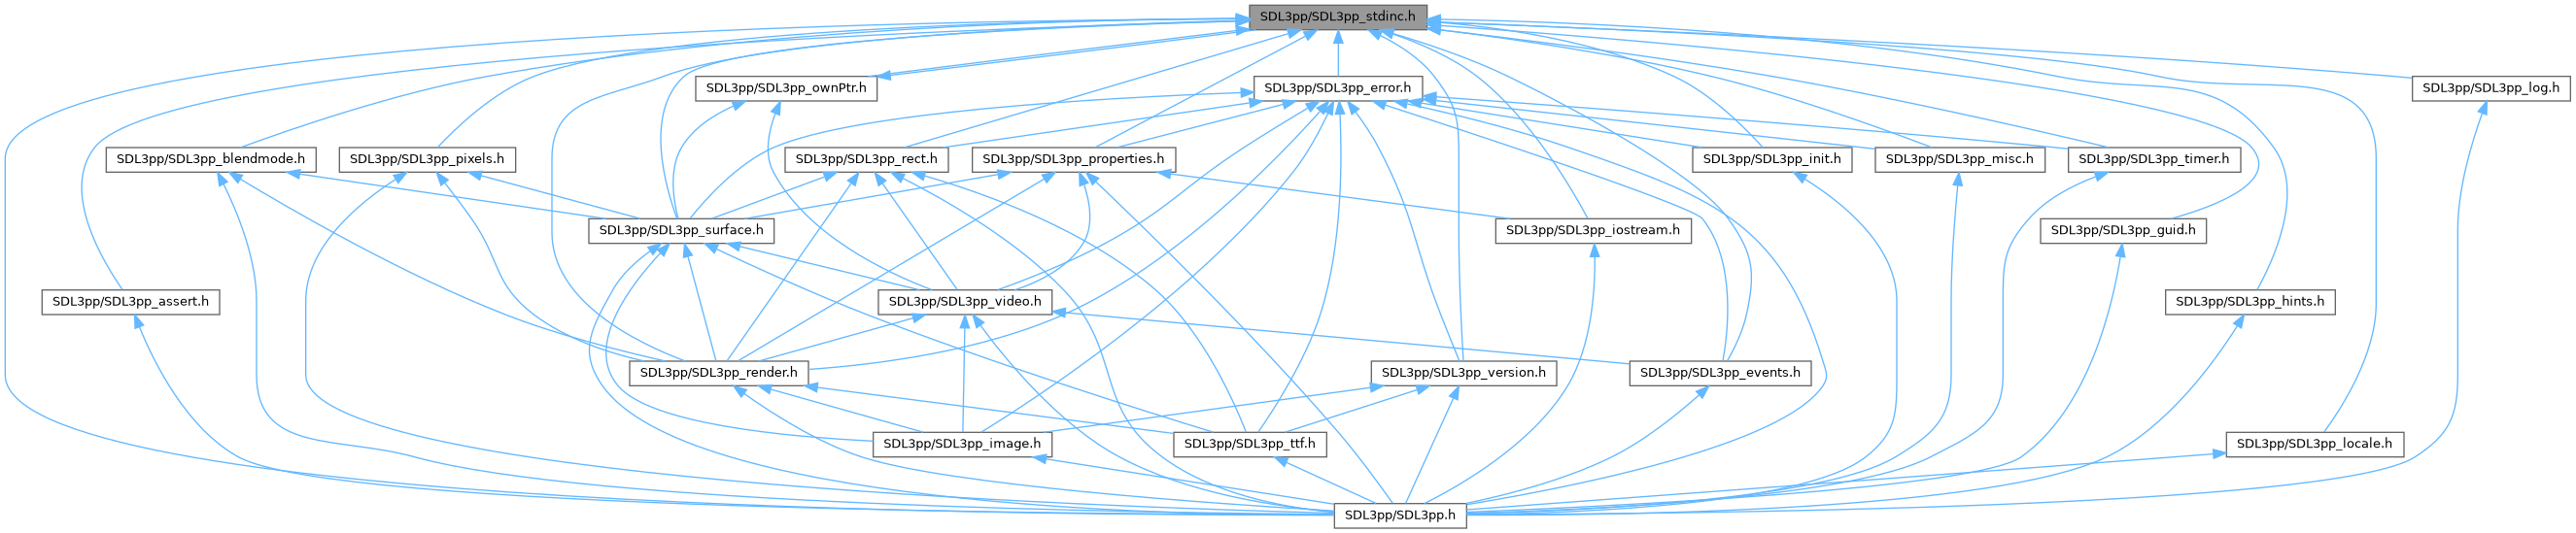 SDL3pp/SDL3pp_stdinc.h
SDL3pp/SDL3pp_ownPtr.h
SDL3pp/SDL3pp_error.h
SDL3pp/SDL3pp_log.h
SDL3pp/SDL3pp_blendmode.h
SDL3pp/SDL3pp_pixels.h
SDL3pp/SDL3pp_rect.h
SDL3pp/SDL3pp_properties.h
SDL3pp/SDL3pp_init.h
SDL3pp/SDL3pp_misc.h
SDL3pp/SDL3pp_timer.h
SDL3pp/SDL3pp_surface.h
SDL3pp/SDL3pp_iostream.h
SDL3pp/SDL3pp_guid.h
SDL3pp/SDL3pp_assert.h
SDL3pp/SDL3pp_video.h
SDL3pp/SDL3pp_hints.h
SDL3pp/SDL3pp_render.h
SDL3pp/SDL3pp_version.h
SDL3pp/SDL3pp_events.h
SDL3pp/SDL3pp_image.h
SDL3pp/SDL3pp_ttf.h
SDL3pp/SDL3pp_locale.h
SDL3pp/SDL3pp.h